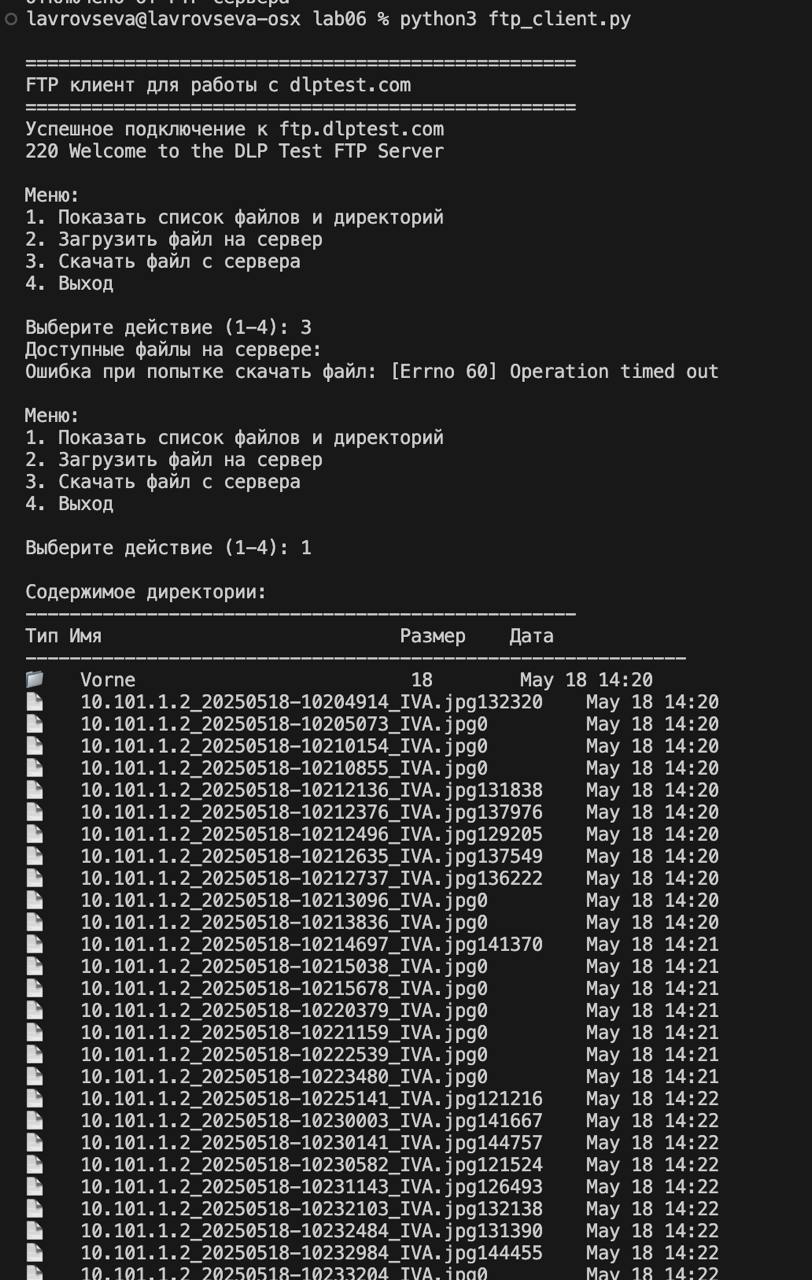 отключено от FTP сервера
lavrovseva@lavrovseva-osx lab06 % python3 ftp_client.py
==================================================
FTP клиент для работы с dlptest.com
==================================================
Успешное подключение к ftp.dlptest.com
220 Welcome to the DLP Test FTP Server
Меню:
1. Показать список файлов и директорий
2. Загрузить файл на сервер
3. Скачать файл с сервера
4. Выход
Выберите действие (1-4): 3
Доступные файлы на сервере:
Ошибка при попытке скачать файл: [Errno 60] Operation timed out
Меню:
1. Показать список файлов и директорий
2. Загрузить файл на сервер
3. Скачать файл с сервера
4. Выход
Выберите действие (1-4): 1
Содержимое директории:
--------------------------------------------------
Тип Имя Размер Дата
------------------------------------------------------------
Vorne 18 May 18 14:20
10.101.1.2_20250518-10204914_IVA.jpg132320 May 18 14:20
10.101.1.2_20250518-10205073_IVA.jpg0 May 18 14:20
10.101.1.2_20250518-10210154_IVA.jpg0 May 18 14:20
10.101.1.2_20250518-10210855_IVA.jpg0 May 18 14:20
10.101.1.2_20250518-10212136_IVA.jpg131838 May 18 14:20
10.101.1.2_20250518-10212376_IVA.jpg137976 May 18 14:20
10.101.1.2_20250518-10212496_IVA.jpg129205 May 18 14:20
10.101.1.2_20250518-10212635_IVA.jpg137549 May 18 14:20
10.101.1.2_20250518-10212737_IVA.jpg136222 May 18 14:20
10.101.1.2_20250518-10213096_IVA.jpg0 May 18 14:20
10.101.1.2_20250518-10213836_IVA.jpg0 May 18 14:20
10.101.1.2_20250518-10214697_IVA.jpg141370 May 18 14:21
10.101.1.2_20250518-10215038_IVA.jpg0 May 18 14:21
10.101.1.2_20250518-10215678_IVA.jpg0 May 18 14:21
10.101.1.2_20250518-10220379_IVA.jpg0 May 18 14:21
10.101.1.2_20250518-10221159_IVA.jpg0 May 18 14:21
10.101.1.2_20250518-10222539_IVA.jpg0 May 18 14:21
10.101.1.2_20250518-10223480_IVA.jpg0 May 18 14:21
10.101.1.2_20250518-10225141_IVA.jpg121216 May 18 14:22
10.101.1.2_20250518-10230003_IVA.jpg141667 May 18 14:22
10.101.1.2_20250518-10230141_IVA.jpg144757 May 18 14:22
10.101.1.2_20250518-10230582_IVA.jpg121524 May 18 14:22
10.101.1.2_20250518-10231143_IVA.jpg126493 May 18 14:22
10.101.1.2_20250518-10232103_IVA.jpg132138 May 18 14:22
10.101.1.2_20250518-10232484_IVA.jpg131390 May 18 14:22
10.101.1.2_20250518-10232984_IVA.jpg144455 May 18 14:22
10.101.1.2_20250518-10233204_IVA.jpg0 May 18 14:22